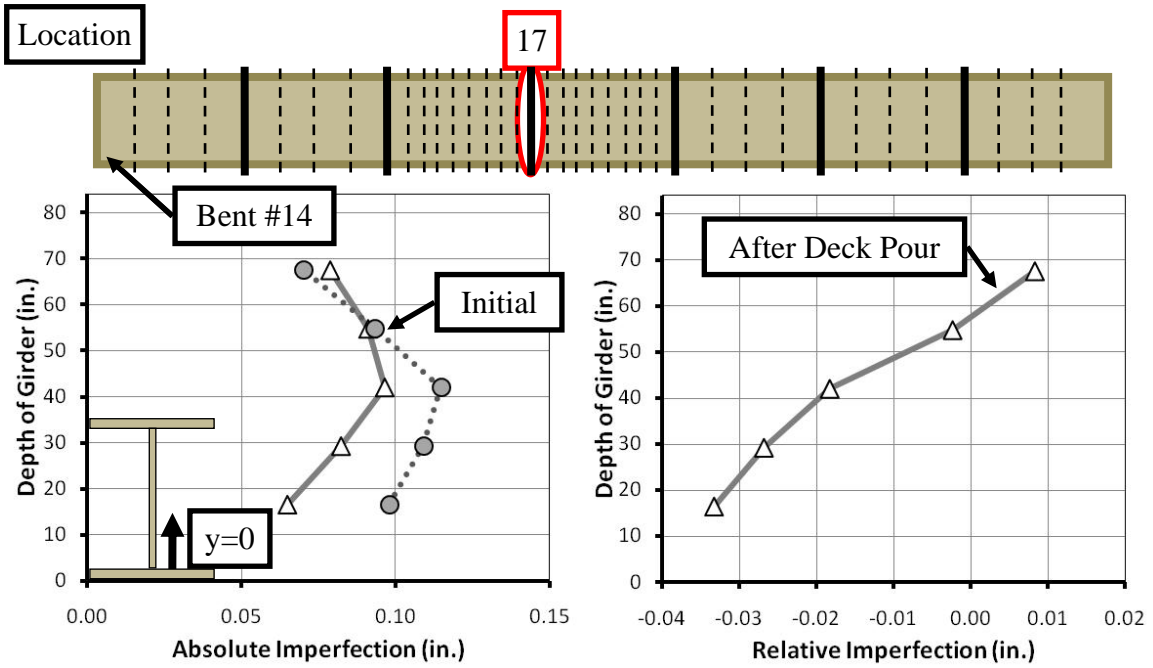 Location
17
Bent #14
80
70
60
50
40
30
20
10
0
Depth of Girder (in.)
Initial
y=0
0.00 0.05 0.10 0.15
Absolute Imperfection (in.)
80
70
60
50
40
30
20
10
0
Depth of Girder (in.)
After Deck Pour
-0.04 -0.03 -0.02 -0.01 0.00 0.01 0.02
Relative Imperfection (in.)